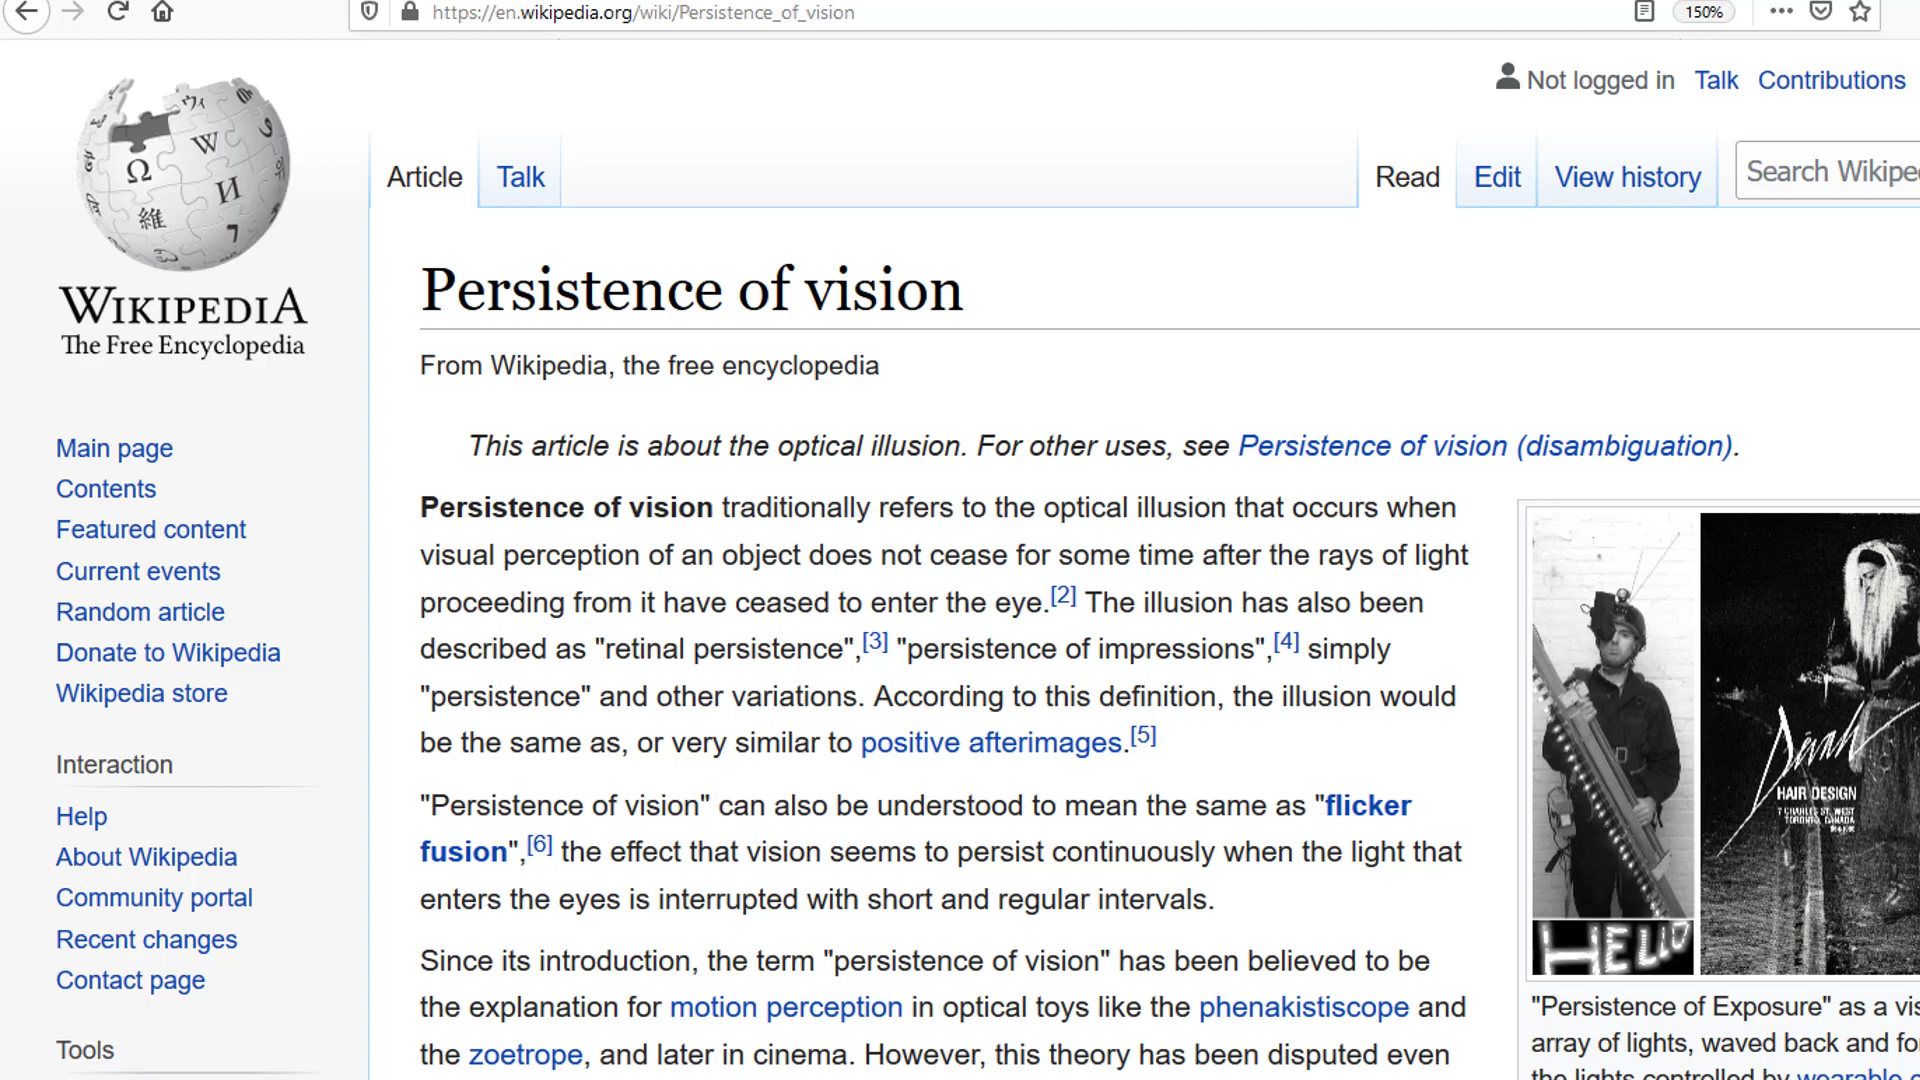 https://en.wikipedia.org/wiki/Persistence_of_vision
150%
Not logged in Talk Contributions
Article Talk Read Edit View history Search
WIKIPEDIA
The Free Encyclopedia
Persistence of vision
From Wikipedia, the free encyclopedia
This article is about the optical illusion. For other uses, see Persistence of vision (disambiguation).
Persistence of vision traditionally refers to the optical illusion that occurs when
visual perception of an object does not cease for some time after the rays of light
proceeding from it have ceased to enter the eye.[2] The illusion has also been
described as "retinal persistence",[3] "persistence of impressions",[4] simply
"persistence" and other variations. According to this definition, the illusion would
be the same as, or very similar to positive afterimages.[5]
"Persistence of vision" can also be understood to mean the same as "flicker
fusion",[6] the effect that vision seems to persist continuously when the light that
enters the eyes is interrupted with short and regular intervals.
Since its introduction, the term "persistence of vision" has been believed to be
the explanation for motion perception in optical toys like the phenakistiscope and
the zoetrope, and later in cinema. However, this theory has been disputed even
Main page
Contents
Featured content
Current events
Random article
Donate to Wikipedia
Wikipedia store
Interaction
Help
About Wikipedia
Community portal
Recent changes
Contact page
Tools
HAIR DESIGN
7 CHARLES ST. WEST
TORONTO, CANADA
HELLO
"Persistence of Exposure" as a
array of lights, waved back and
the lights controlled by wearable